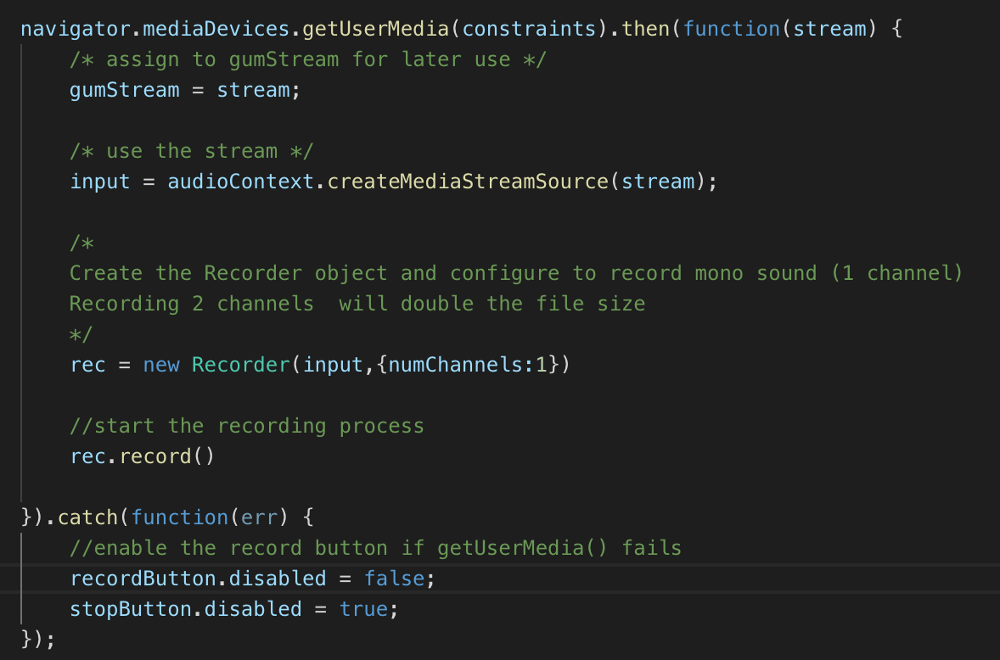 navigator.mediaDevices.getUserMedia(constraints).then(function(stream) {
    /* assign to gumStream for later use */
    gumStream = stream;

    /* use the stream */
    input = audioContext.createMediaStreamSource(stream);

    /*
    Create the Recorder object and configure to record mono sound (1 channel)
    Recording 2 channels  will double the file size
    */
    rec = new Recorder(input,{numChannels:1})

    //start the recording process
    rec.record()

}).catch(function(err) {
    //enable the record button if getUserMedia() fails
    recordButton.disabled = false;
    stopButton.disabled = true;
});